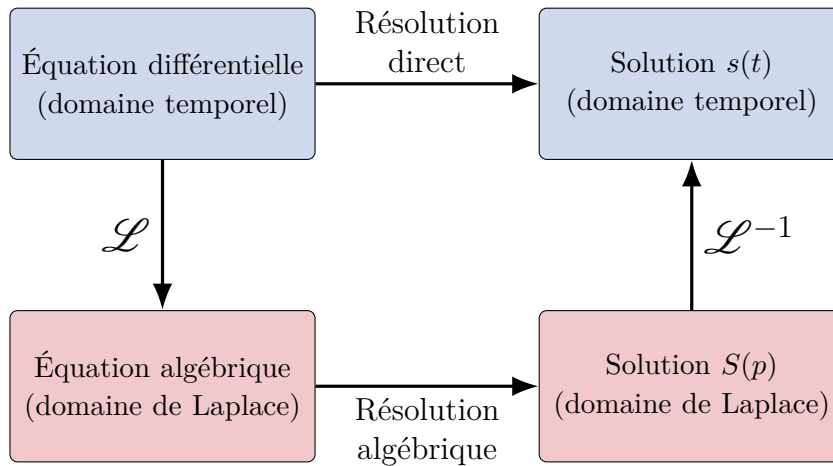 Équation différentielle
(domaine temporel)
Résolution
direct
Solution s(t)
(domaine temporel)
ℒ
ℒ⁻¹
Équation algébrique
(domaine de Laplace)
Résolution
algébrique
Solution S(p)
(domaine de Laplace)